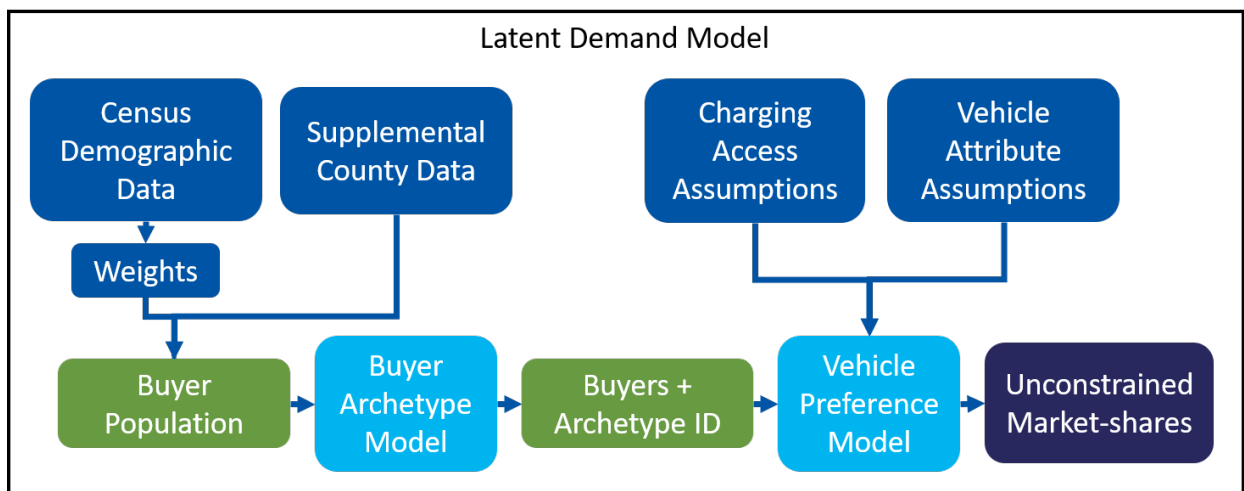 Latent Demand Model
Census
Demographic
Data
Supplemental
County Data
Charging
Access
Assumptions
Vehicle
Attribute
Assumptions
Weights
Buyer
Population
Buyer
Archetype
Model
Buyers +
Archetype ID
Vehicle
Preference
Model
Unconstrained
Market-shares